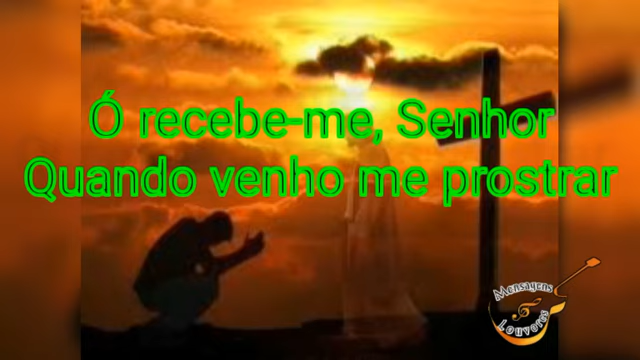 Ó recebe-me, Senhor
Quando venho me prostrar
Mensagens
Louvores